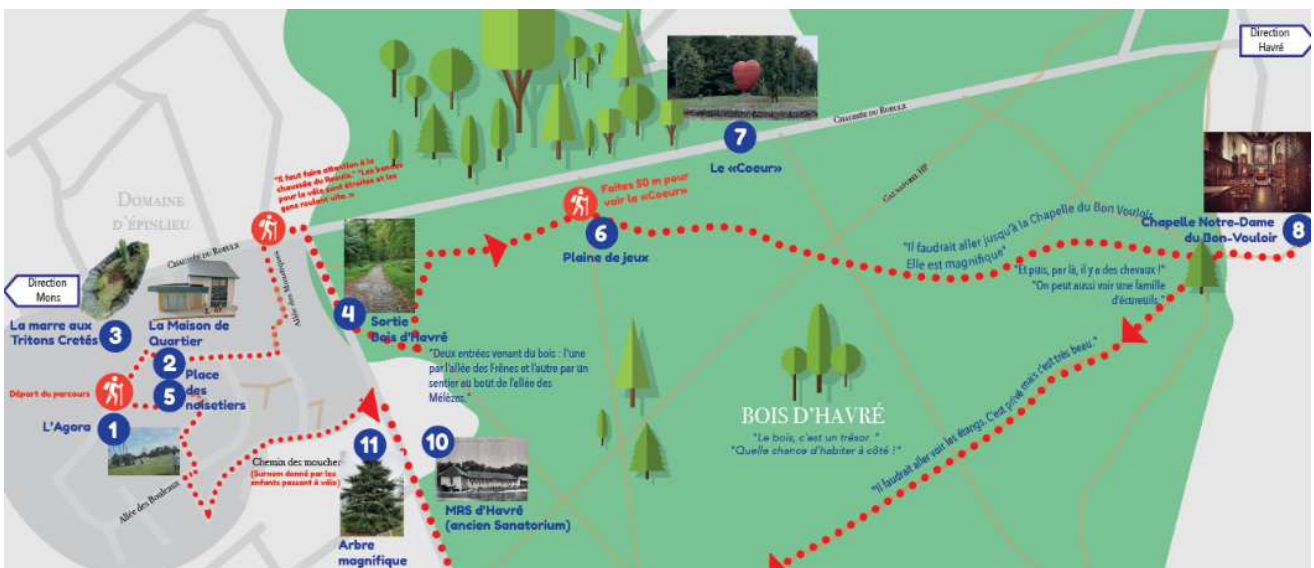 Direction
Havré
CHAUSSÉE DU ROEULX
7
Le «Coeur»
"Il faut faire attention à la
chaussée du Roeulx." "Les bandes
pour le vélo sont étroites et les
gens roulent vite. »
Faites 50 m pour
voir le «Coeur»
6
Plaine de jeux
DOMAINE
D'ÉPINLIEU
CHAUSSÉE DU ROEULX
Direction
Mons
La marre aux
Tritons Cretés
3
La Maison de
Quartier
2
Place
des
noisetiers
5
Départ du parcours
L'Agora
1
Allée des Bouleaux
4
Sortie
Bois d'Havré
"Deux entrées venant du bois : l'une
par l'allée des Frênes et l'autre par un
sentier au bout de l'allée des
Mélèzes."
Chemin des mouches
(Surnom donné par les
enfants passant à vélo)
11
Arbre
magnifique
10
MRS d'Havré
(ancien Sanatorium)
BOIS D'HAVRÉ
"Le bois, c'est un trésor. "
"Quelle chance d'habiter à côté !"
"Il faudrait aller jusqu'à la Chapelle du Bon Vouloir.
Elle est magnifique"
Chapelle Notre-Dame
du Bon-Vouloir
8
"Et puis, par là, il y a des chevaux !"
"On peut aussi voir une famille
d'écureuils."
"Il faudrait aller voir les étangs. C'est privé mais c'est très beau."